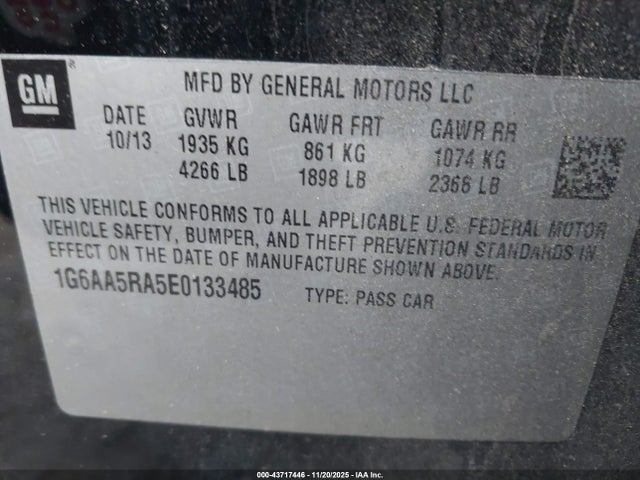 GM ®
MFD BY GENERAL MOTORS LLC
DATE GVWR GAWR FRT GAWR RR
10/13 1935 KG 861 KG 1074 KG
4266 LB 1898 LB 2368 LB
THIS VEHICLE CONFORMS TO ALL APPLICABLE U.S. FEDERAL MOTOR
VEHICLE SAFETY, BUMPER, AND THEFT PREVENTION STANDARDS IN
EFFECT ON THE DATE OF MANUFACTURE SHOWN ABOVE.
1G6AA5RA5E0133485 TYPE: PASS CAR
000-43717446 - 11/20/2025 - IAA Inc.